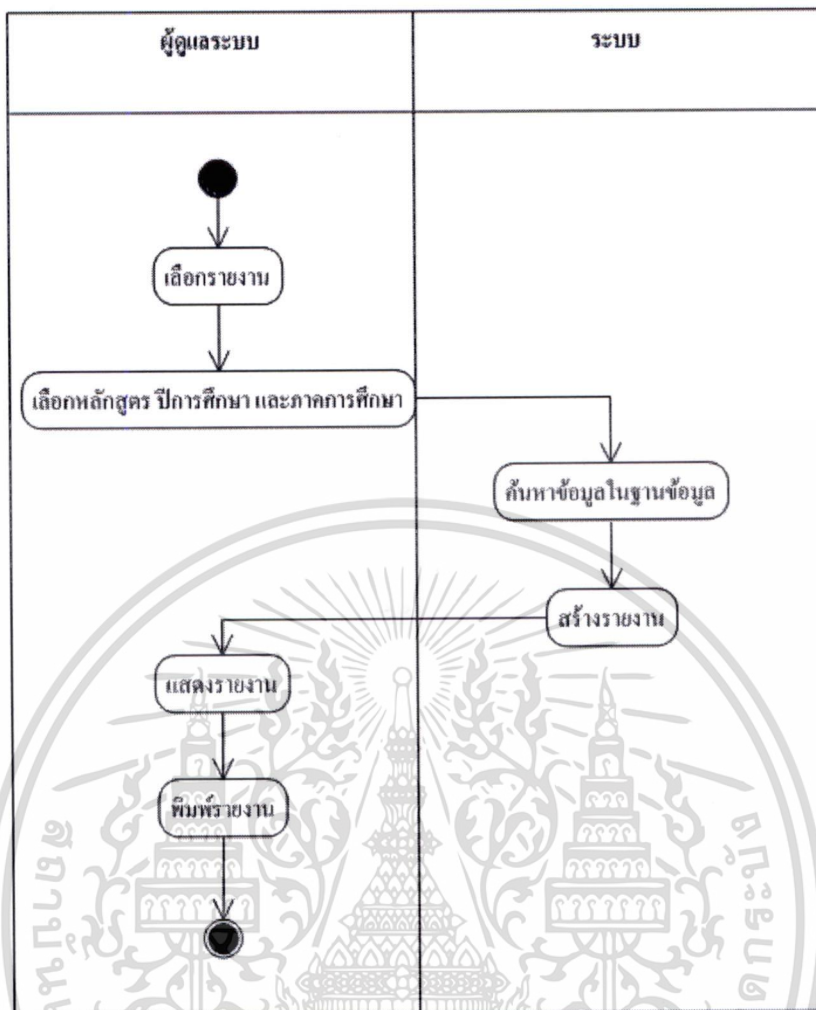 ผู้ดูแลระบบ
ระบบ
เลือกรายงาน
เลือกหลักสูตร ปีการศึกษา และภาคการศึกษา
ค้นหาข้อมูลในฐานข้อมูล
สร้างรายงาน
แสดงรายงาน
พิมพ์รายงาน